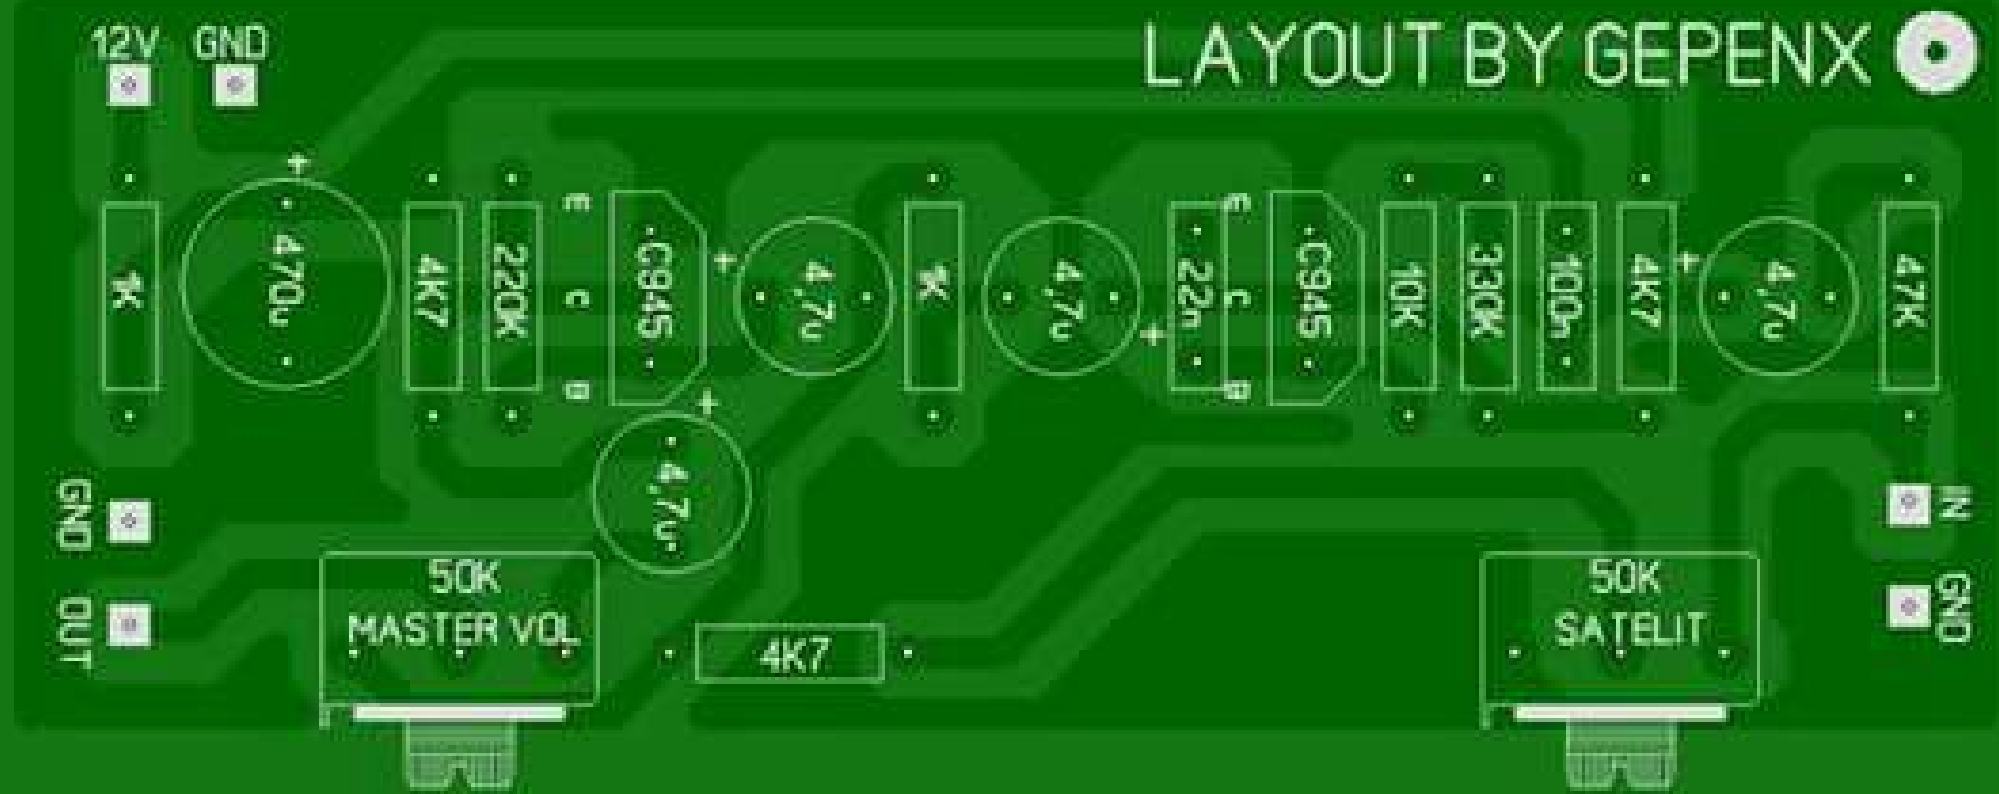 12V GND
LAYOUT BY GEPENX
+
1K
470u
4K7
220K
E
C
B
C945
+
4,7u
1K
4,7u
+
22n
E
C
B
C945
10K
330K
100n
4K7
+
4,7u
47K
+
4,7u
GND
OUT
50K
MASTER VOL
4K7
50K
SATELIT
IN
GND